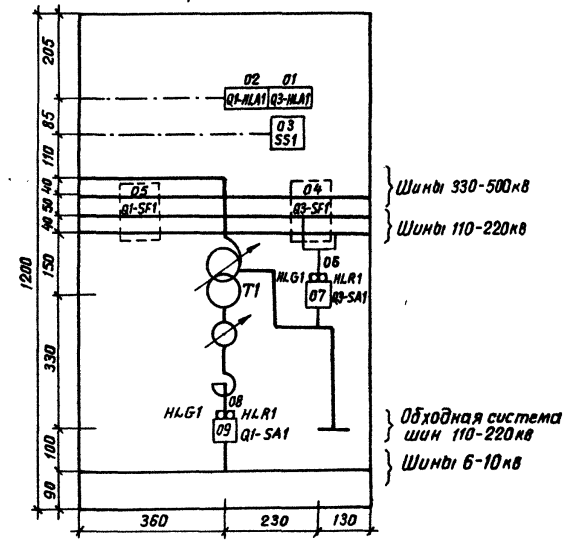 205
02 01
Q1-HLA1 Q3-HLA1
85
03
SS1
110
40
05 04
Шины 330-500кв
50
Q1-SF1 Q3-SF1
Шины 110-220кв
40
1200
150
06
HLG1 HLR1
T1
07 Q3-SA1
330
08
HLG1 HLR1
09 Q1-SA1
Обходная система
шин 110-220кв
100
Шины 6-10кв
90
360 230 130